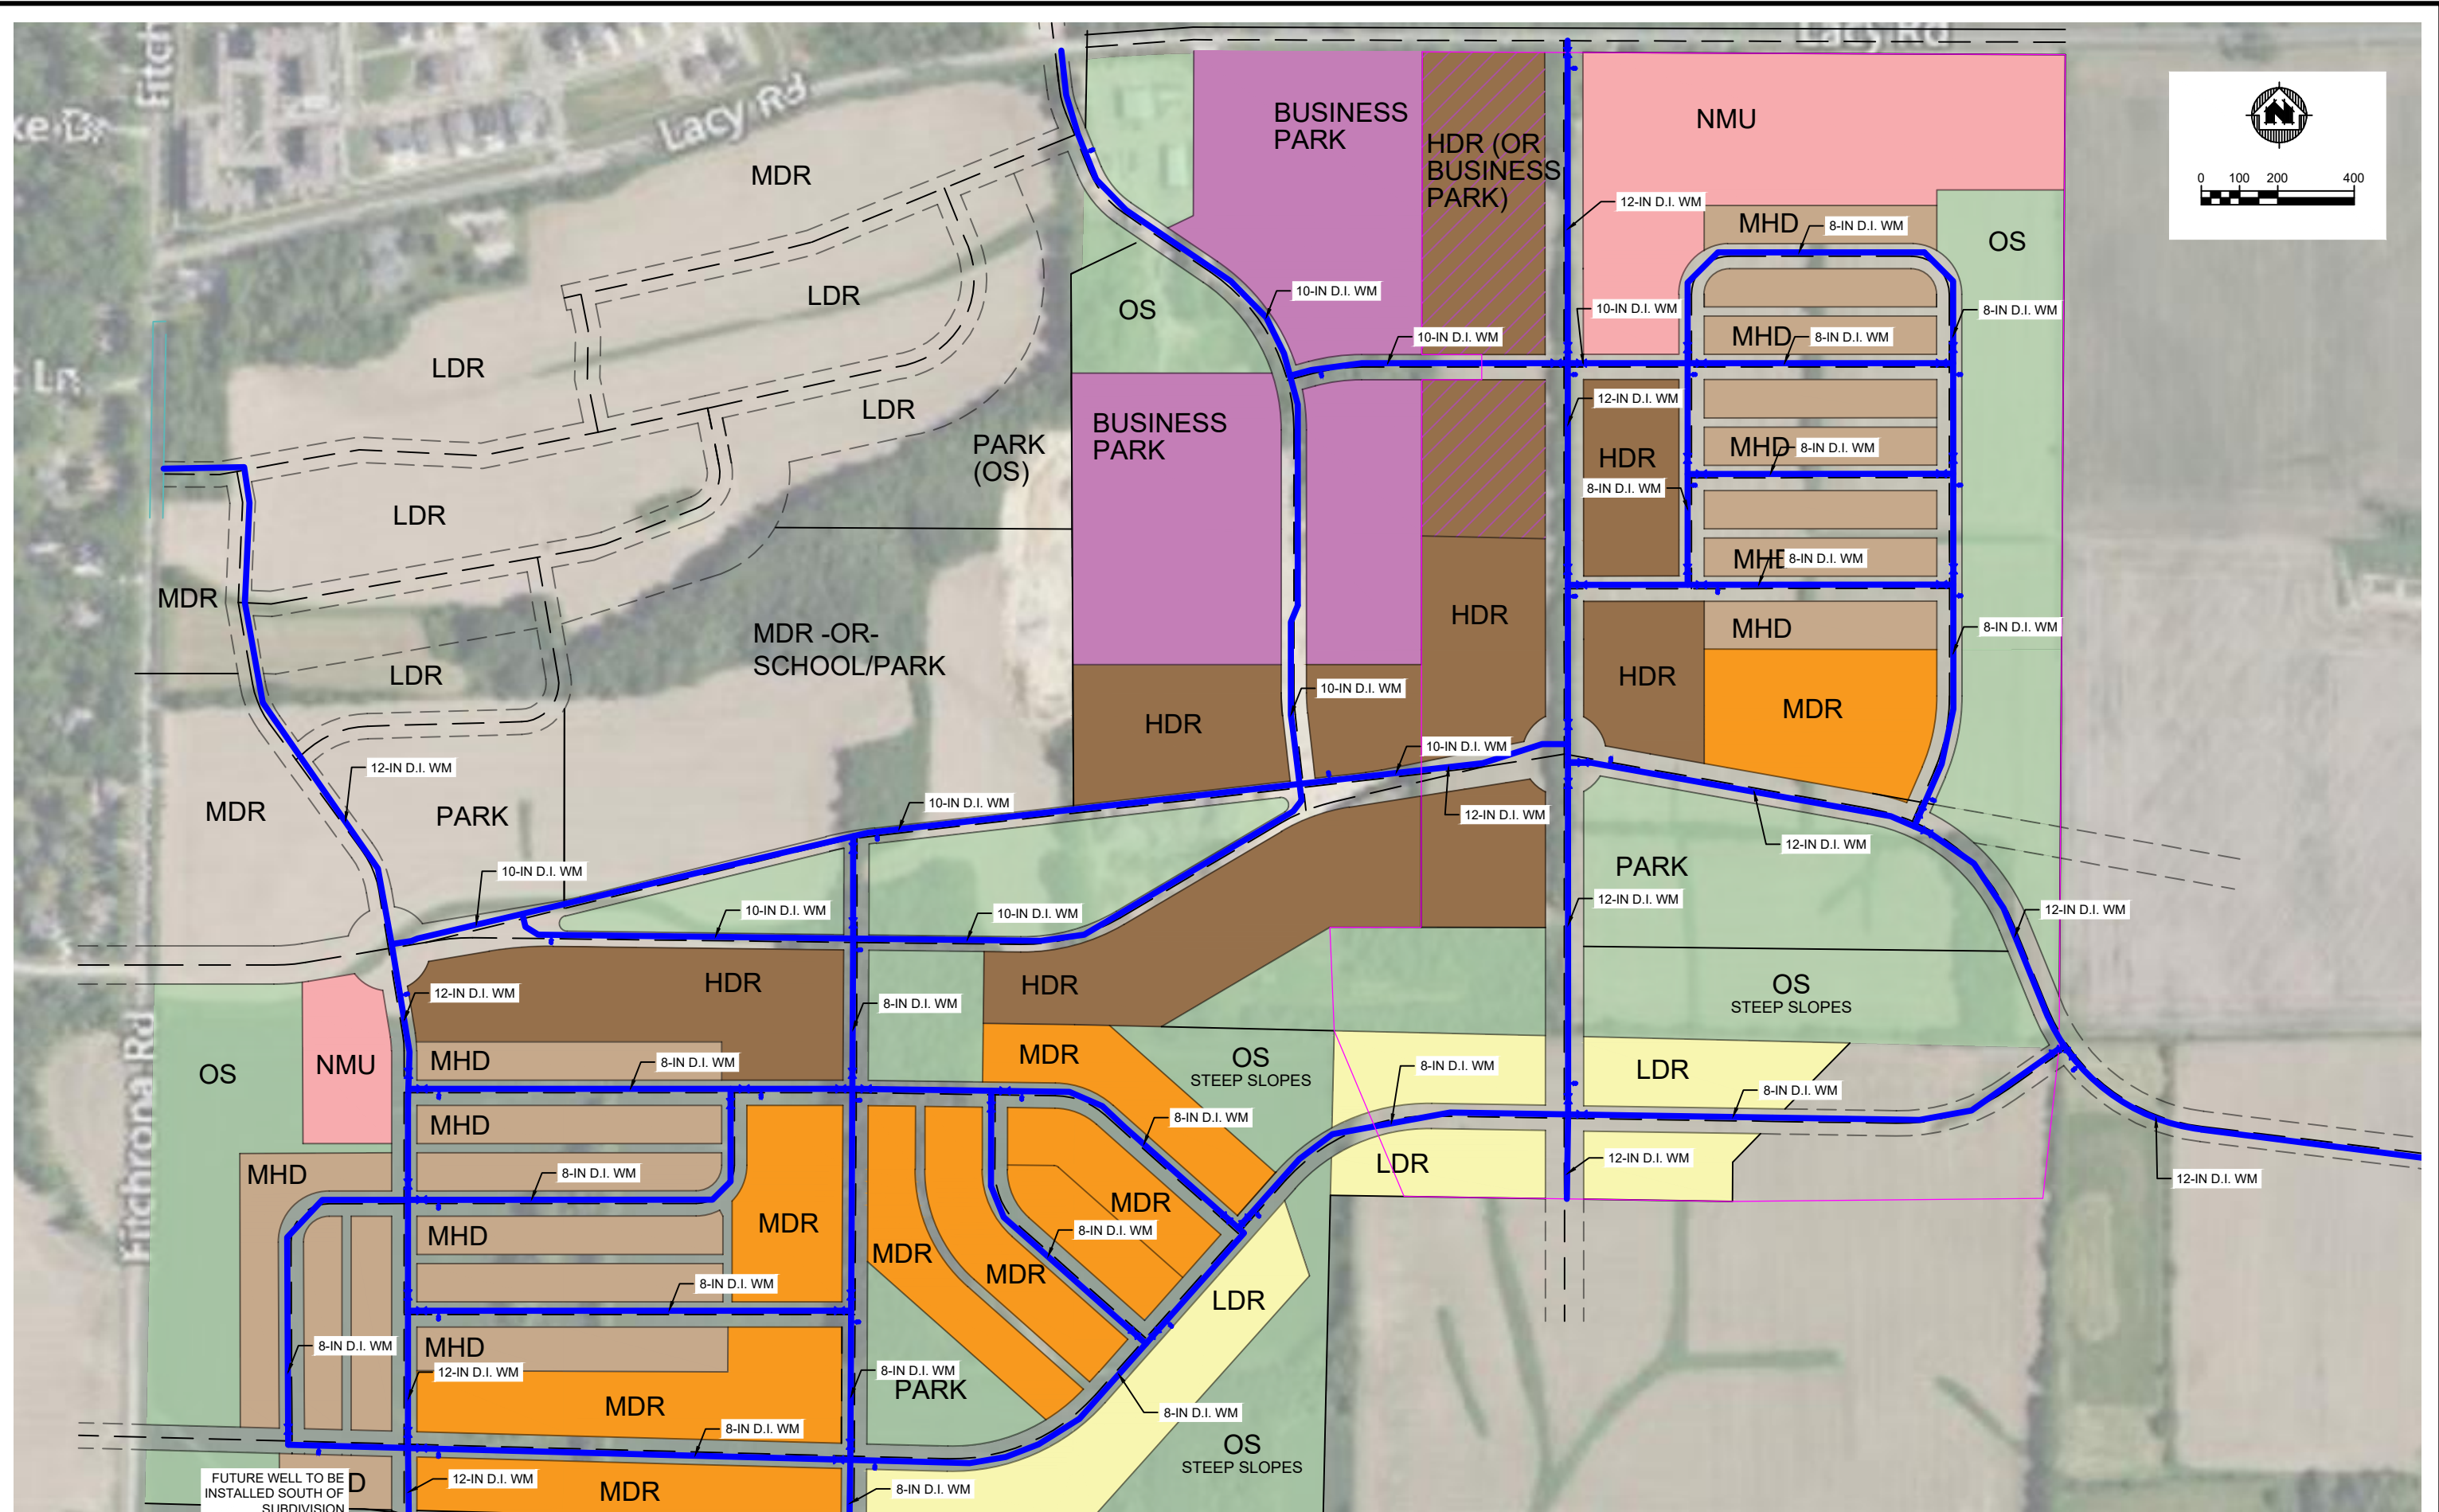 Lacy Rd
Fitch
ke Dr
Lacy Rd
BUSINESS
PARK
HDR (OR
BUSINESS
PARK)
NMU
N
0 100 200 400
MDR
12-IN D.I. WM
MHD
8-IN D.I. WM
OS
LDR
OS
10-IN D.I. WM
10-IN D.I. WM
8-IN D.I. WM
10-IN D.I. WM
MHD
8-IN D.I. WM
LDR
Ln
LDR
BUSINESS
PARK
12-IN D.I. WM
PARK
(OS)
HDR
MHD
8-IN D.I. WM
8-IN D.I. WM
LDR
MHD
8-IN D.I. WM
MDR
MDR -OR-
SCHOOL/PARK
HDR
MHD
8-IN D.I. WM
LDR
HDR
10-IN D.I. WM
MDR
HDR
10-IN D.I. WM
12-IN D.I. WM
MDR
PARK
10-IN D.I. WM
12-IN D.I. WM
12-IN D.I. WM
PARK
10-IN D.I. WM
12-IN D.I. WM
10-IN D.I. WM
10-IN D.I. WM
12-IN D.I. WM
HDR
HDR
OS
STEEP SLOPES
12-IN D.I. WM
8-IN D.I. WM
Fitchrona Rd
OS
NMU
MHD
8-IN D.I. WM
MDR
OS
STEEP SLOPES
8-IN D.I. WM
LDR
8-IN D.I. WM
MHD
8-IN D.I. WM
MHD
8-IN D.I. WM
LDR
12-IN D.I. WM
12-IN D.I. WM
MDR
MHD
MDR
MDR
8-IN D.I. WM
MDR
8-IN D.I. WM
LDR
8-IN D.I. WM
MHD
12-IN D.I. WM
8-IN D.I. WM
PARK
MDR
8-IN D.I. WM
8-IN D.I. WM
OS
STEEP SLOPES
FUTURE WELL TO BE
INSTALLED SOUTH OF
SUBDIVISION
D
12-IN D.I. WM
MDR
8-IN D.I. WM